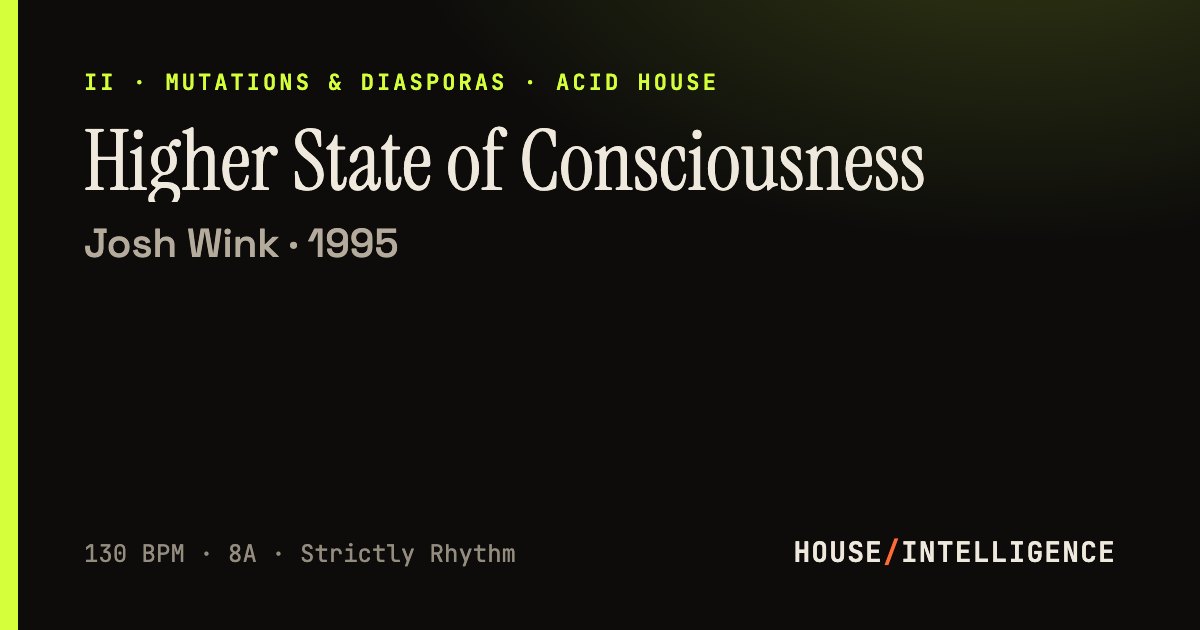 II · MUTATIONS & DIASPORAS · ACID HOUSE
Higher State of Consciousness
Josh Wink · 1995
130 BPM · 8A · Strictly Rhythm
HOUSE/INTELLIGENCE